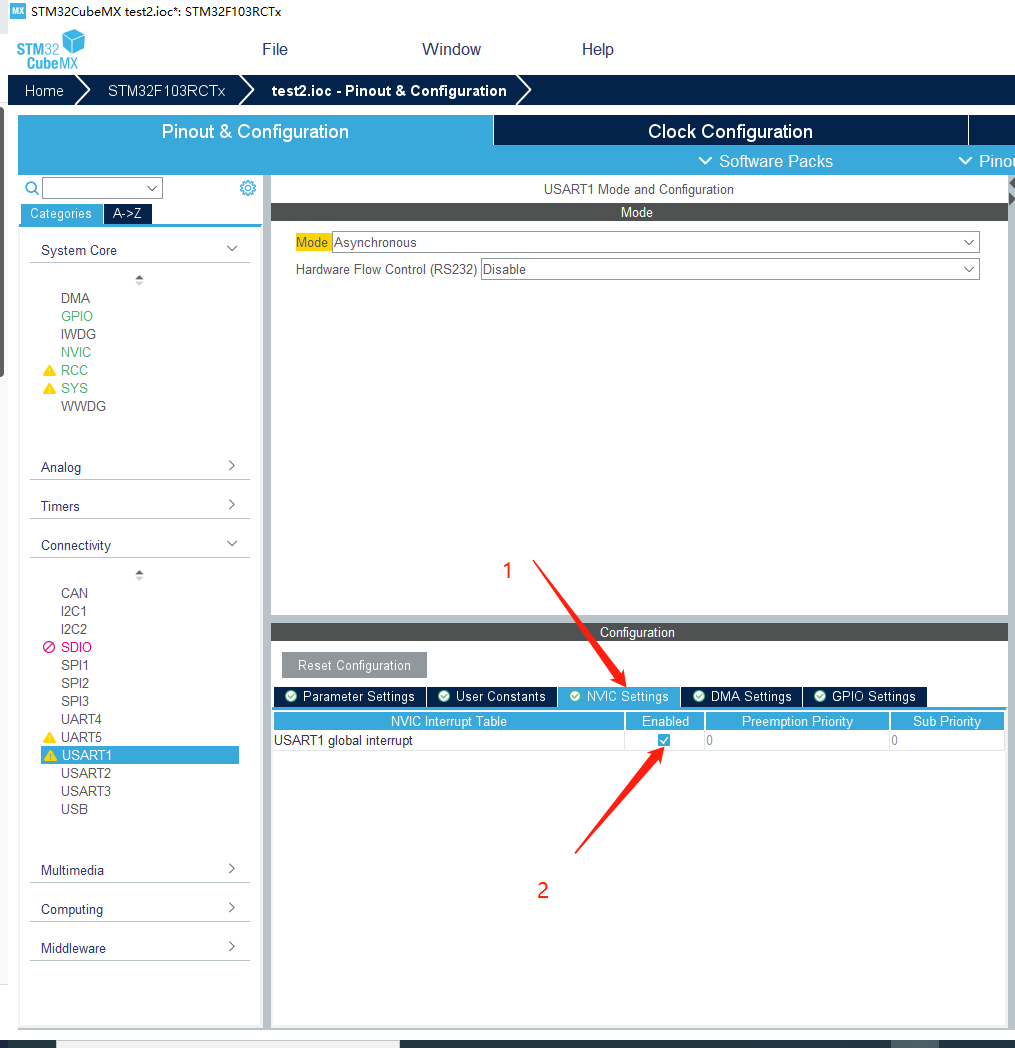 MX STM32CubeMX test2.ioc*: STM32F103RCTx
STM32 CubeMX
File Window Help
Home STM32F103RCTx test2.ioc - Pinout & Configuration
Pinout & Configuration Clock Configuration
Software Packs Pinou
USART1 Mode and Configuration
Categories A->Z
Mode
Mode Asynchronous
Hardware Flow Control (RS232) Disable
System Core
DMA
GPIO
IWDG
NVIC
RCC
SYS
WWDG
Analog
Timers
Connectivity
CAN
I2C1
I2C2
SDIO
SPI1
SPI2
SPI3
UART4
UART5
USART1
USART2
USART3
USB
Multimedia
Computing
Middleware
1
Configuration
Reset Configuration
Parameter Settings User Constants NVIC Settings DMA Settings GPIO Settings
NVIC Interrupt Table Enabled Preemption Priority Sub Priority
USART1 global interrupt 0 0
2